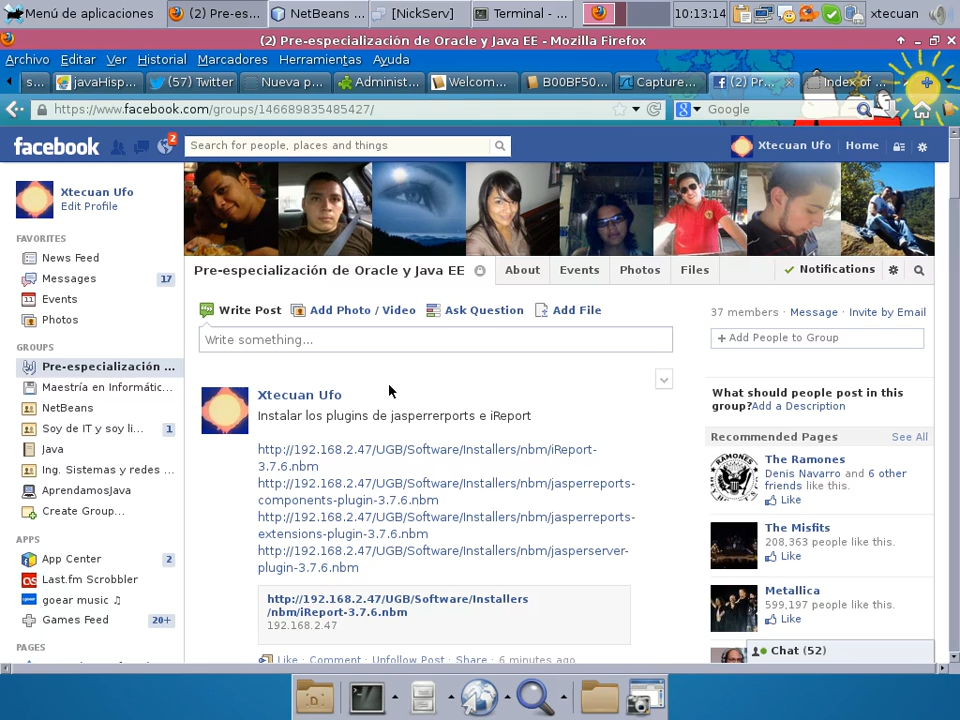 Menú de aplicaciones
(2) Pre-es...
NetBeans ...
[NickServ]
Terminal - ...
10:13:14
xtecuan
(2) Pre-especialización de Oracle y Java EE - Mozilla Firefox
Archivo Editar Ver Historial Marcadores Herramientas Ayuda
s...
javaHisp...
(57) Twitter
Nueva p...
Administ...
Welcom...
B00BF50...
Capture...
(2) Pr...
Index of ...
https://www.facebook.com/groups/146689835485427/
Google
facebook
2
Search for people, places and things
Xtecuan Ufo
Home
Xtecuan Ufo
Edit Profile
FAVORITES
News Feed
Messages 17
Events
Photos
GROUPS
Pre-especialización ...
Maestría en Informátic...
NetBeans
Soy de IT y soy li... 1
Java
Ing. Sistemas y redes ...
AprendamosJava
Create Group...
APPS
App Center 2
Last.fm Scrobbler
goear music ♫
Games Feed 20+
PAGES
Pre-especialización de Oracle y Java EE
About
Events
Photos
Files
Notifications
Write Post
Add Photo / Video
Ask Question
Add File
Write something...
Xtecuan Ufo
Instalar los plugins de jasperrerports e iReport
http://192.168.2.47/UGB/Software/Installers/nbm/iReport-
3.7.6.nbm
http://192.168.2.47/UGB/Software/Installers/nbm/jasperreports-
components-plugin-3.7.6.nbm
http://192.168.2.47/UGB/Software/Installers/nbm/jasperreports-
extensions-plugin-3.7.6.nbm
http://192.168.2.47/UGB/Software/Installers/nbm/jasperserver-
plugin-3.7.6.nbm
http://192.168.2.47/UGB/Software/Installers
/nbm/iReport-3.7.6.nbm
192.168.2.47
Like · Comment · Unfollow Post · Share · 6 minutes ago
37 members · Message · Invite by Email
+ Add People to Group
What should people post in this
group? Add a Description
Recommended Pages See All
The Ramones
Denis Navarro and 6 other
friends like this.
Like
The Misfits
208,363 people like this.
Like
Metallica
599,197 people like this.
Like
Chat (52)